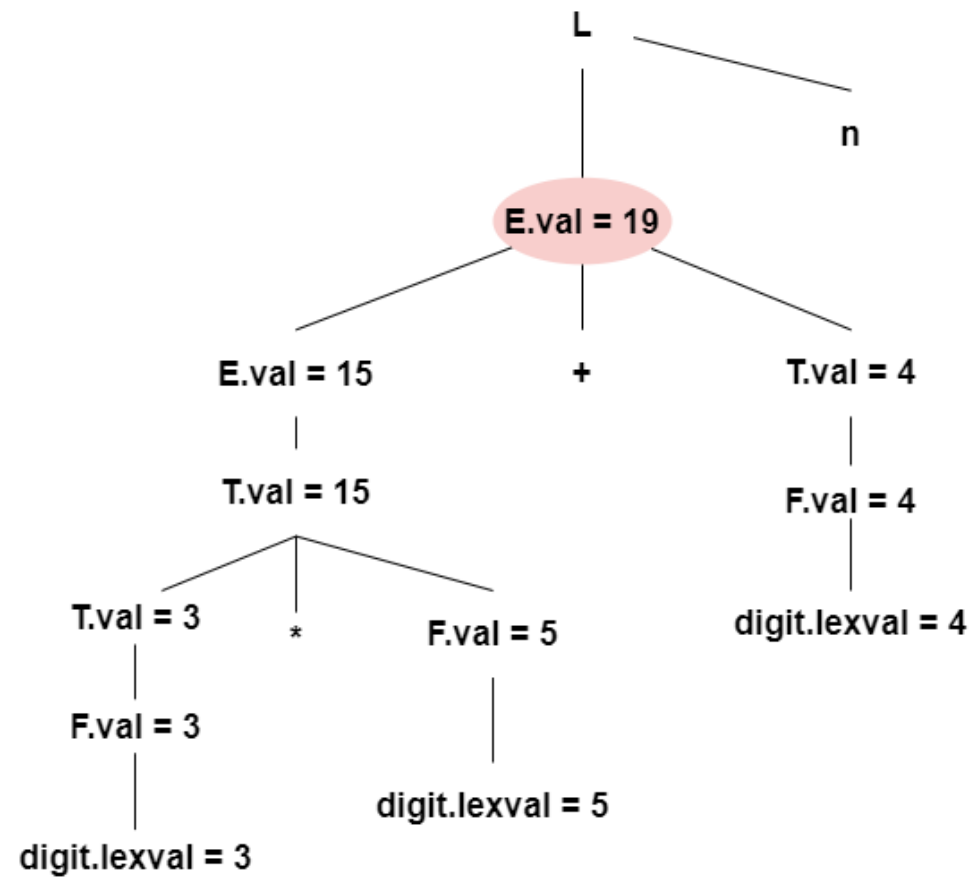 L
n
E.val = 19
E.val = 15
+
T.val = 4
T.val = 15
F.val = 4
T.val = 3
*
F.val = 5
digit.lexval = 4
F.val = 3
digit.lexval = 5
digit.lexval = 3